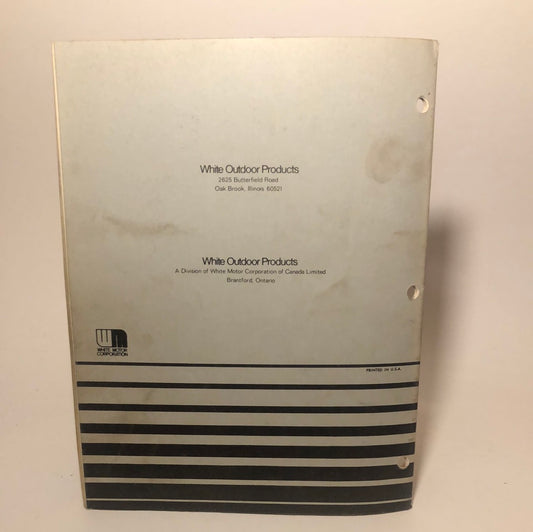 White Outdoor Products
2625 Butterfield Road
Oak Brook, Illinois 60521
White Outdoor Products
A Division of White Motor Corporation of Canada Limited
Brantford, Ontario
WM
WHITE MOTOR
CORPORATION
PRINTED IN U.S.A.